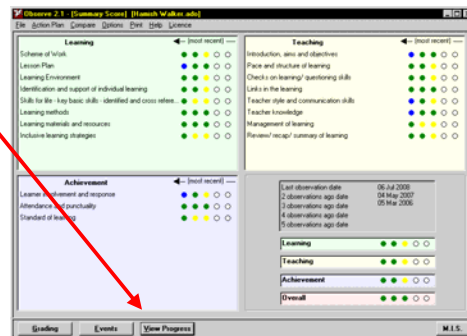 Observe 2.1 - [Summary Score] [Hamish Walker.ado]
File Action Plan Compare Options Print Help Licence
Learning
(most recent)
Scheme of Work
Lesson Plan
Learning Environment
Identification and support of individual learning
Skills for life - key basic skills - identified and cross refere...
Learning methods
Learning materials and resources
Inclusive learning strategies
Teaching
(most recent)
Introduction, aims and objectives
Pace and structure of learning
Checks on learning/ questioning skills
Links in the learning
Teacher style and communication skills
Teacher knowledge
Management of learning
Review/ recap/ summary of learning
Achievement
(most recent)
Learner involvement and response
Attendance and punctuality
Standard of learning
Last observation date 06 Jul 2008
2 observations ago date 04 May 2007
3 observations ago date 05 Mar 2006
4 observations ago date
5 observations ago date
Learning
Teaching
Achievement
Overall
Grading Events View Progress M.I.S.